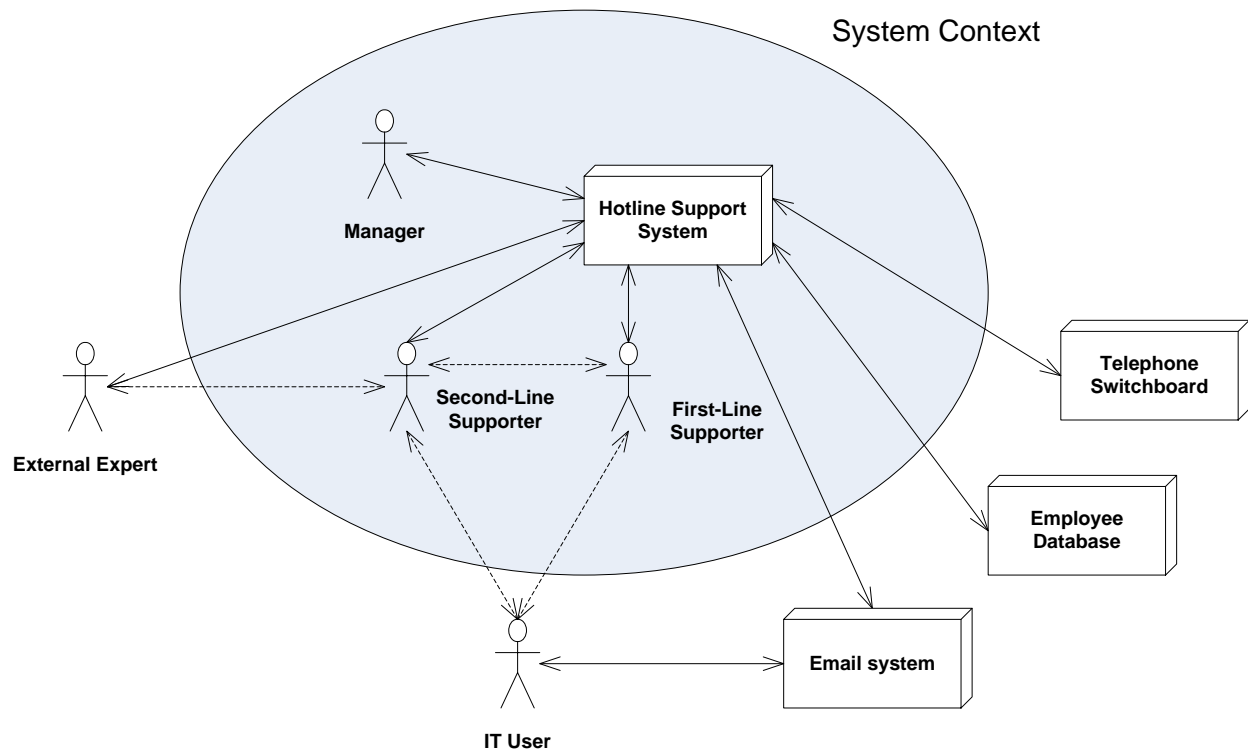 System Context
Manager
Hotline Support
System
Telephone
Switchboard
Second-Line
Supporter
First-Line
Supporter
External Expert
Employee
Database
Email system
IT User